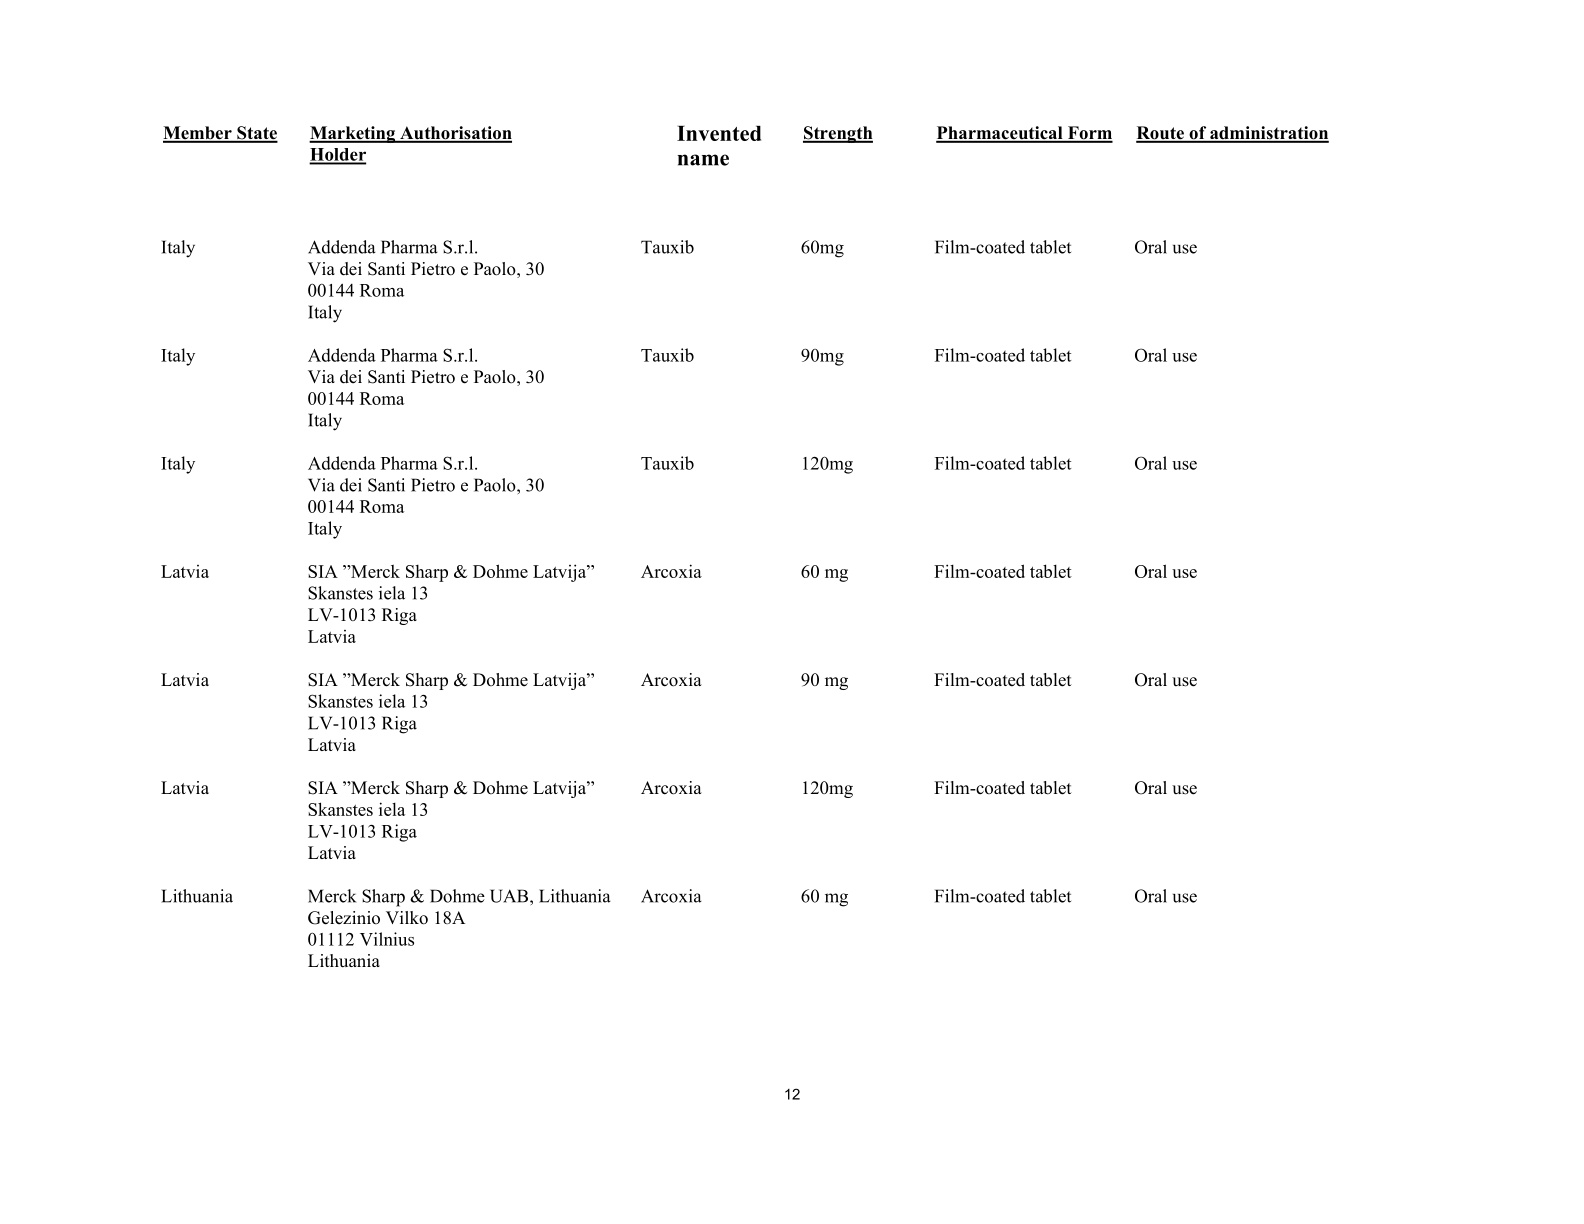 Member State Marketing Authorisation Holder Invented name Strength Pharmaceutical Form Route of administration
Italy Addenda Pharma S.r.l. Tauxib 60mg Film-coated tablet Oral use
Via dei Santi Pietro e Paolo, 30
00144 Roma
Italy
Italy Addenda Pharma S.r.l. Tauxib 90mg Film-coated tablet Oral use
Via dei Santi Pietro e Paolo, 30
00144 Roma
Italy
Italy Addenda Pharma S.r.l. Tauxib 120mg Film-coated tablet Oral use
Via dei Santi Pietro e Paolo, 30
00144 Roma
Italy
Latvia SIA ”Merck Sharp & Dohme Latvija” Arcoxia 60 mg Film-coated tablet Oral use
Skanstes iela 13
LV-1013 Riga
Latvia
Latvia SIA ”Merck Sharp & Dohme Latvija” Arcoxia 90 mg Film-coated tablet Oral use
Skanstes iela 13
LV-1013 Riga
Latvia
Latvia SIA ”Merck Sharp & Dohme Latvija” Arcoxia 120mg Film-coated tablet Oral use
Skanstes iela 13
LV-1013 Riga
Latvia
Lithuania Merck Sharp & Dohme UAB, Lithuania Arcoxia 60 mg Film-coated tablet Oral use
Gelezinio Vilko 18A
01112 Vilnius
Lithuania
12